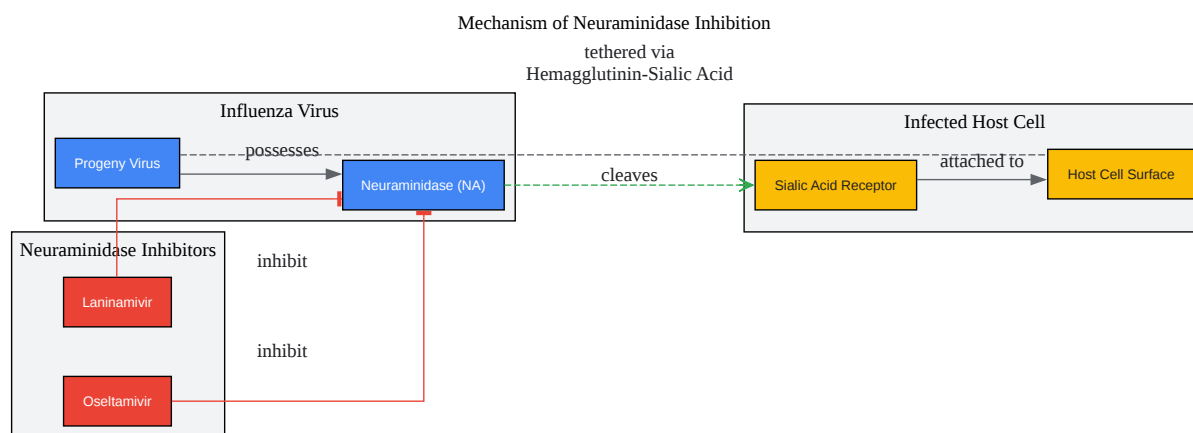 Mechanism of Neuraminidase Inhibition
tethered via
Hemagglutinin-Sialic Acid
Influenza Virus
Progeny Virus
possesses
Neuraminidase (NA)
cleaves
Infected Host Cell
Sialic Acid Receptor
attached to
Host Cell Surface
Neuraminidase Inhibitors
Laninamivir
inhibit
Oseltamivir
inhibit